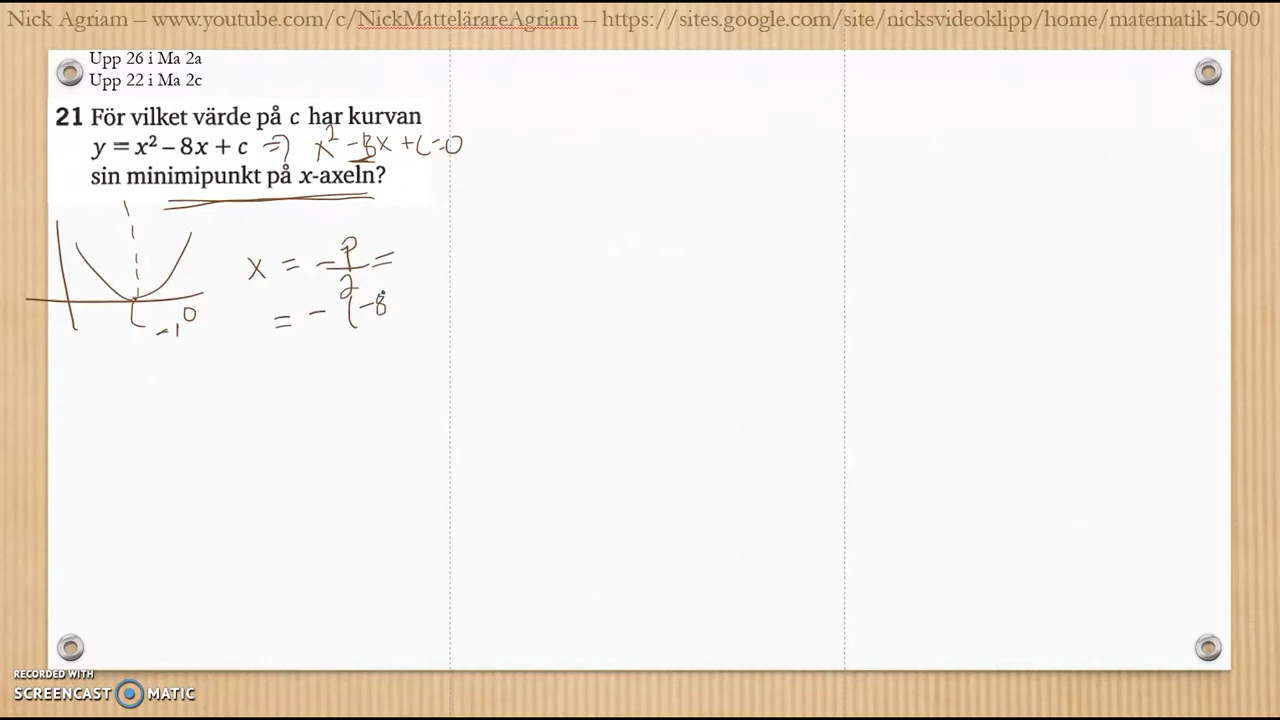 Nick Agriam – www.youtube.com/c/NickMattelärareAgriam – https://sites.google.com/site/nicksvideoklipp/home/matematik-5000
Upp 26 i Ma 2a
Upp 22 i Ma 2c
21 För vilket värde på c har kurvan
y = x² – 8x + c ⇒ x² - 8x + c = 0
sin minimipunkt på x-axeln?
x = - p/2 =
= - (-8
RECORDED WITH
SCREENCAST MATIC